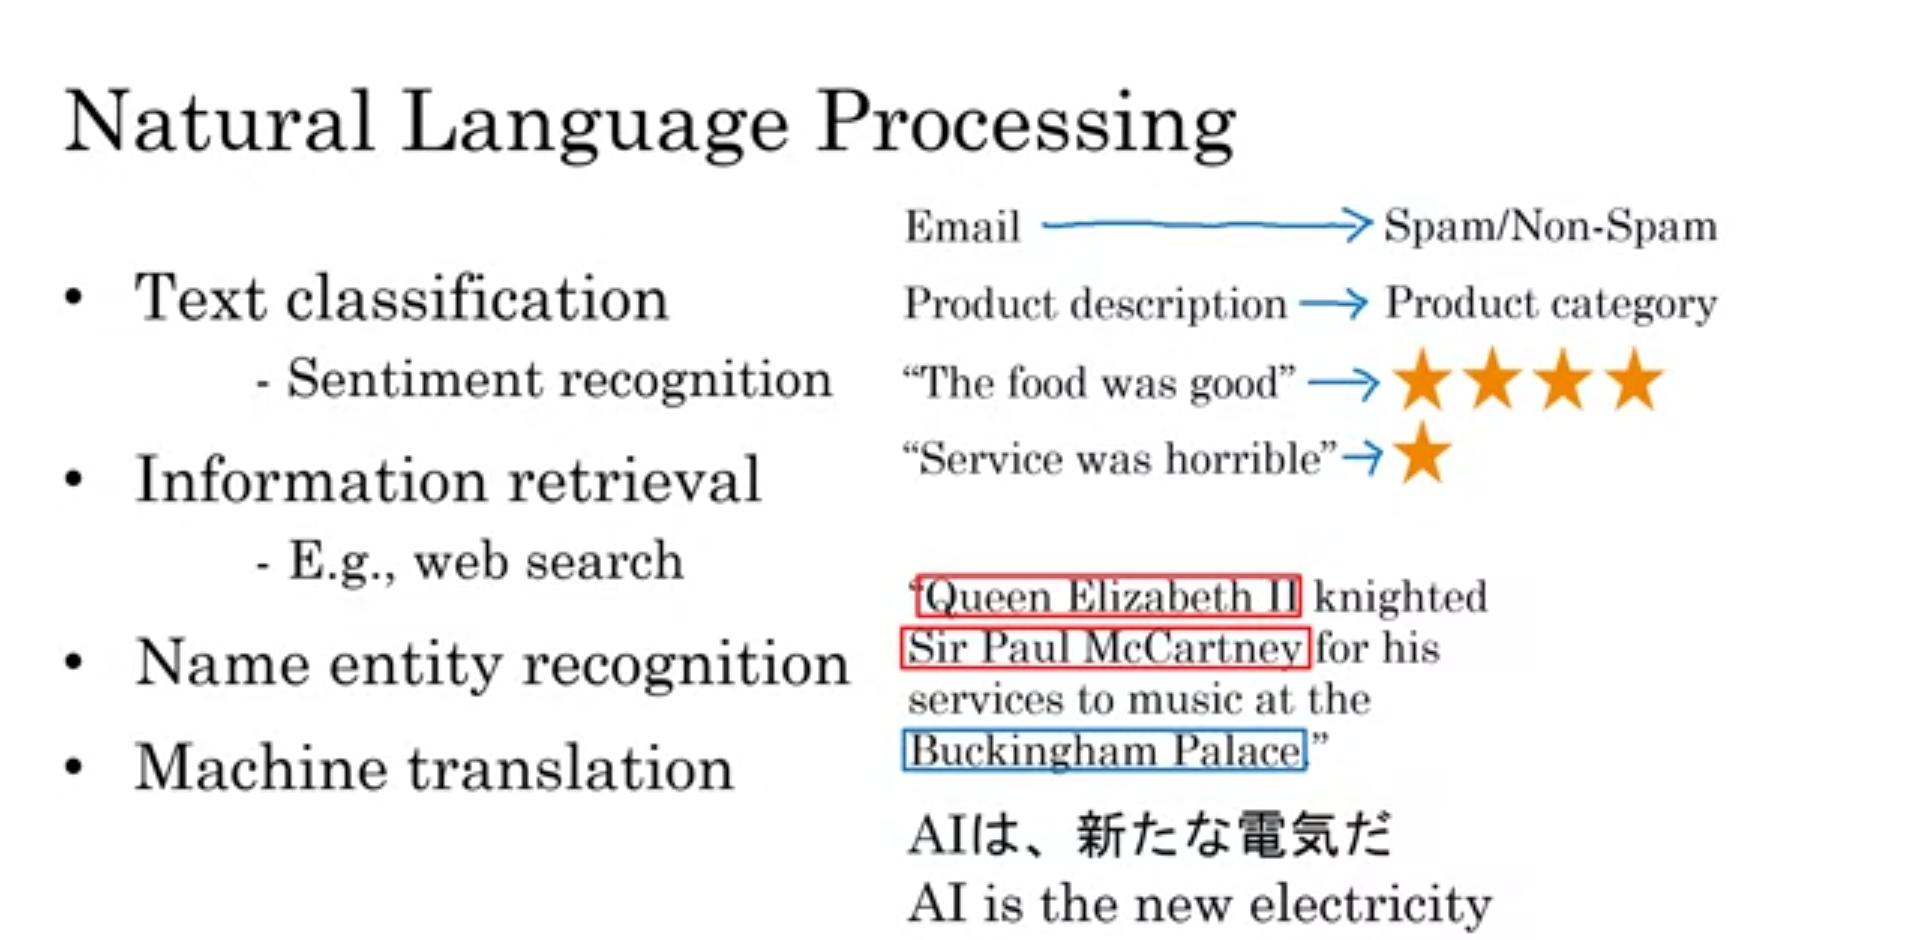 Natural Language Processing
• Text classification
- Sentiment recognition
• Information retrieval
- E.g., web search
• Name entity recognition
• Machine translation
Email → Spam/Non-Spam
Product description → Product category
“The food was good” → ★★★★
“Service was horrible” → ★
“Queen Elizabeth II knighted
Sir Paul McCartney for his
services to music at the
Buckingham Palace.”
AIは、新たな電気だ
AI is the new electricity